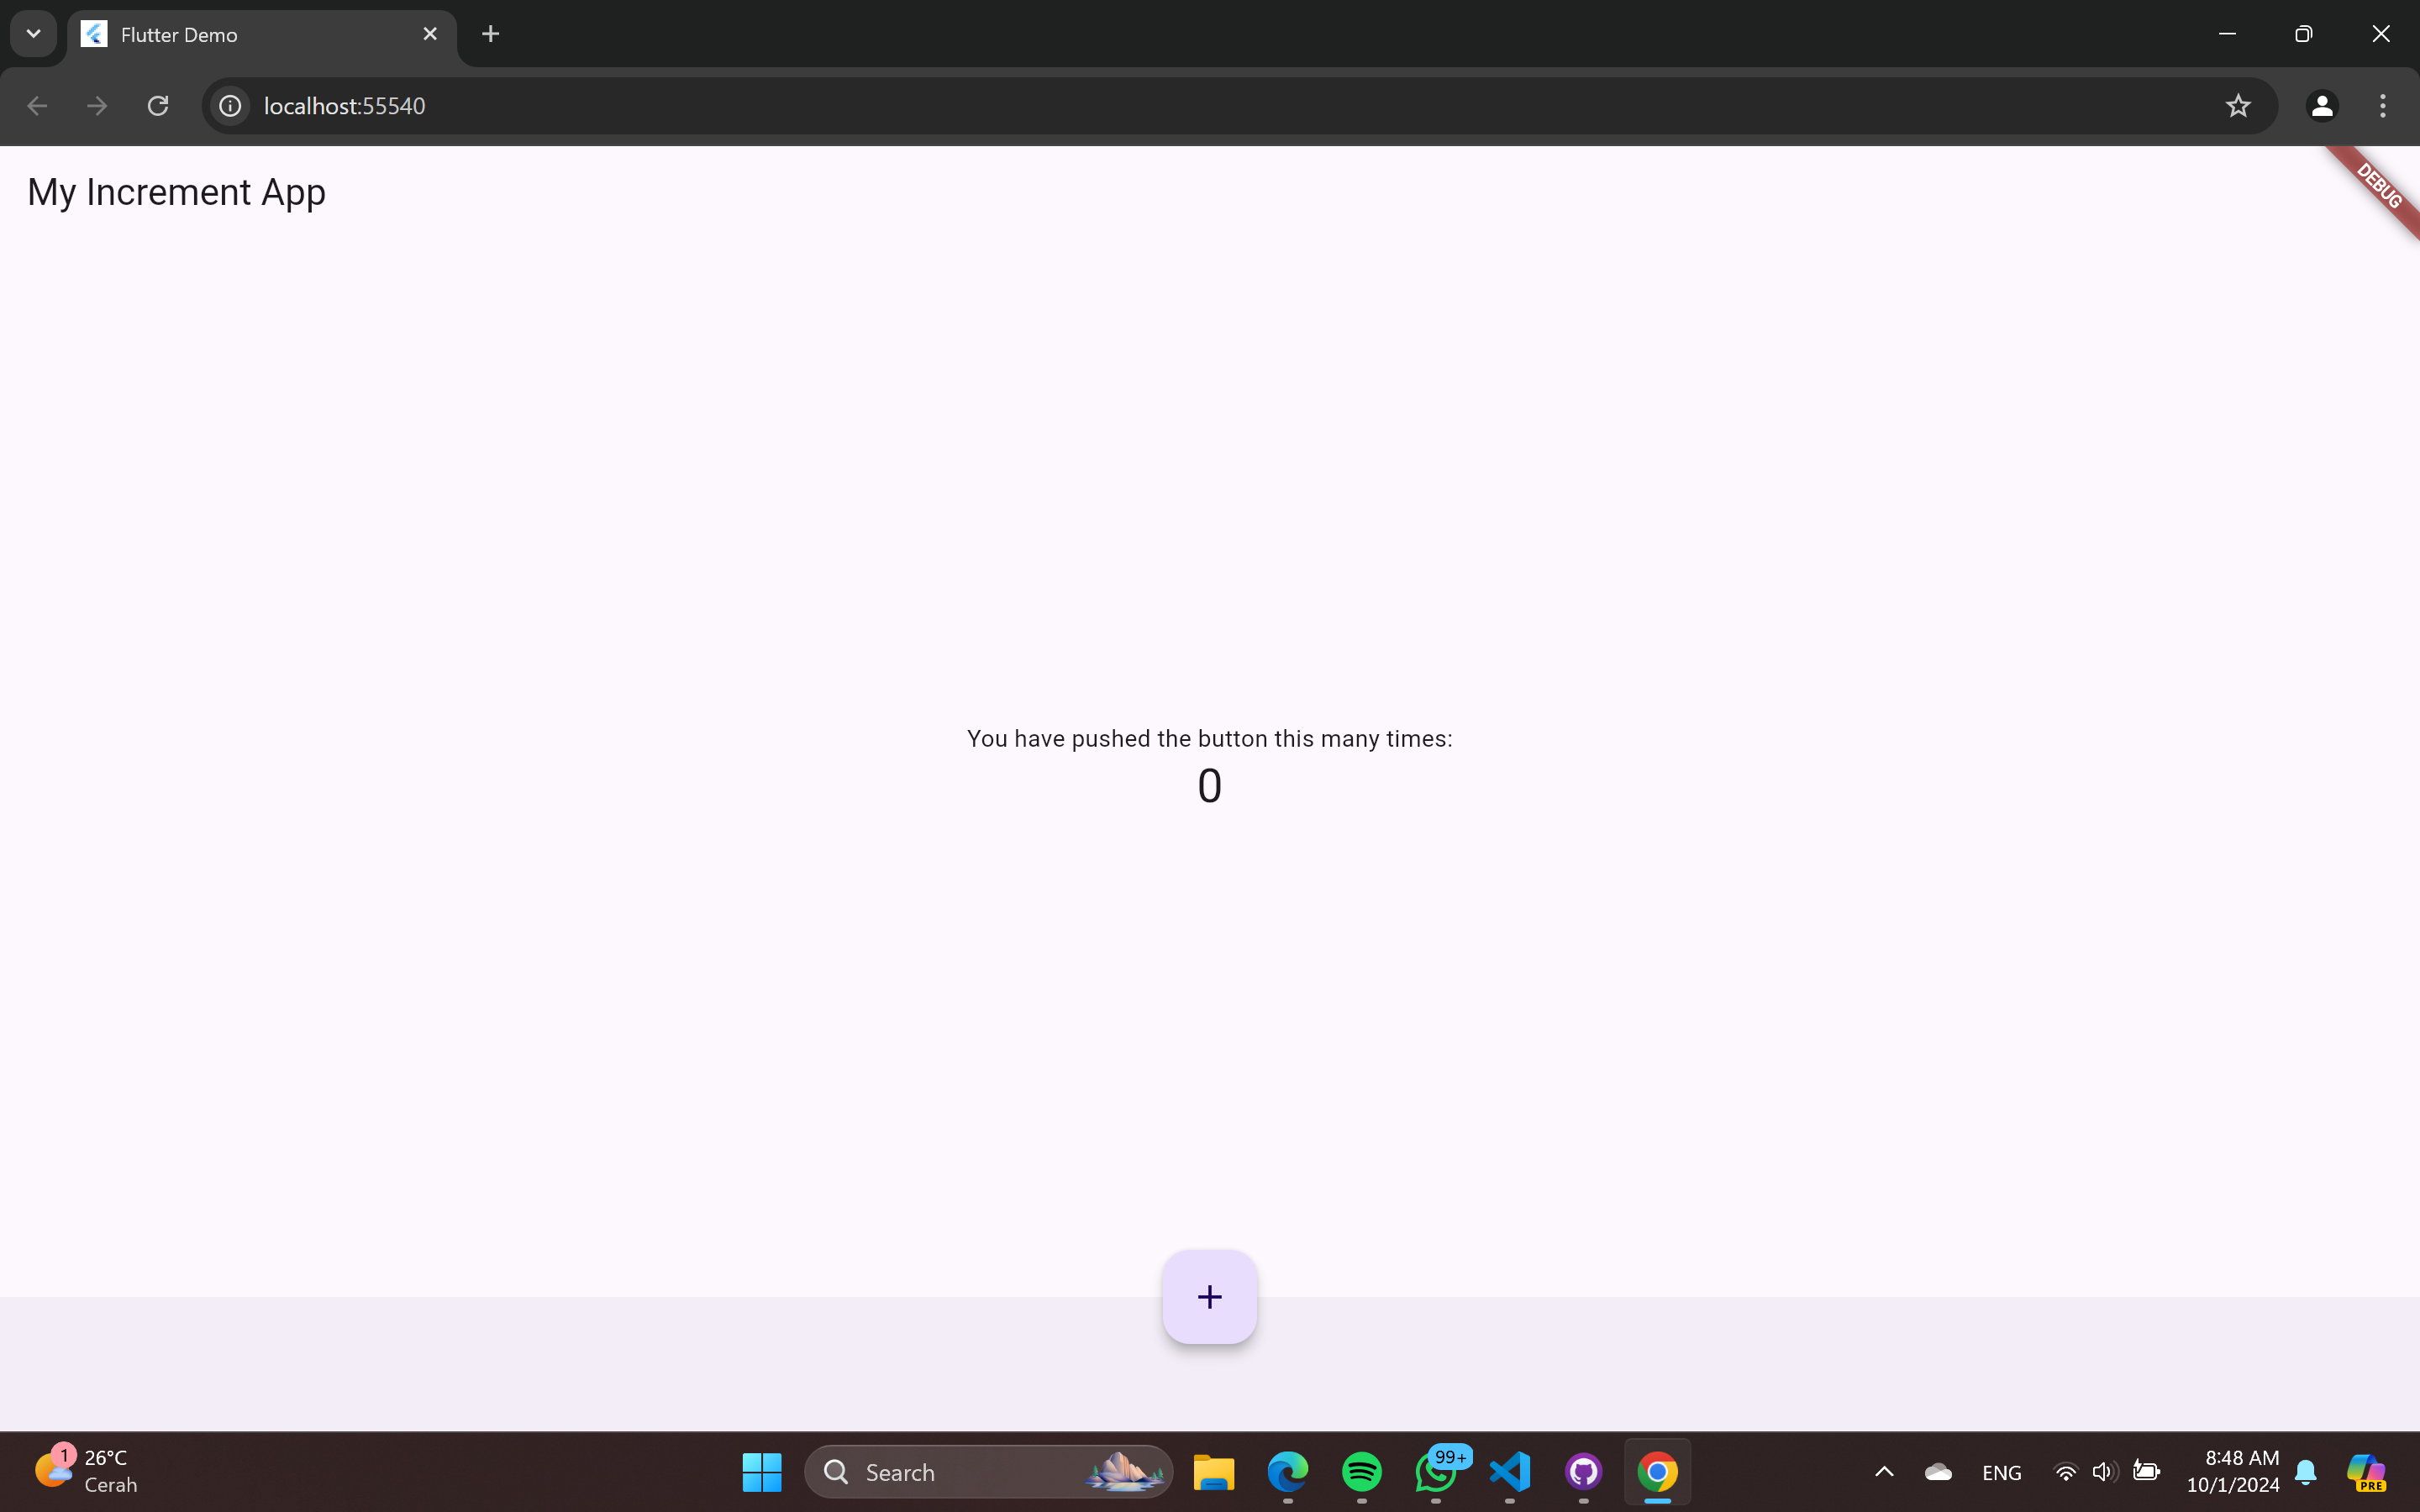 Flutter Demo
localhost:55540
My Increment App
DEBUG
You have pushed the button this many times:
0
+
1
26°C
Cerah
Search
99+
ENG
8:48 AM
10/1/2024
PRE